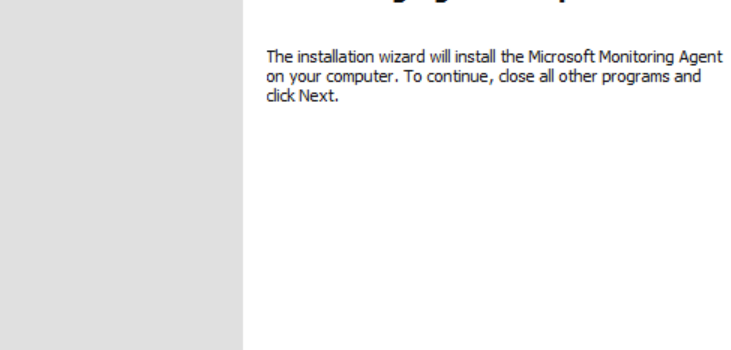 The installation wizard will install the Microsoft Monitoring Agent
on your computer. To continue, close all other programs and
click Next.